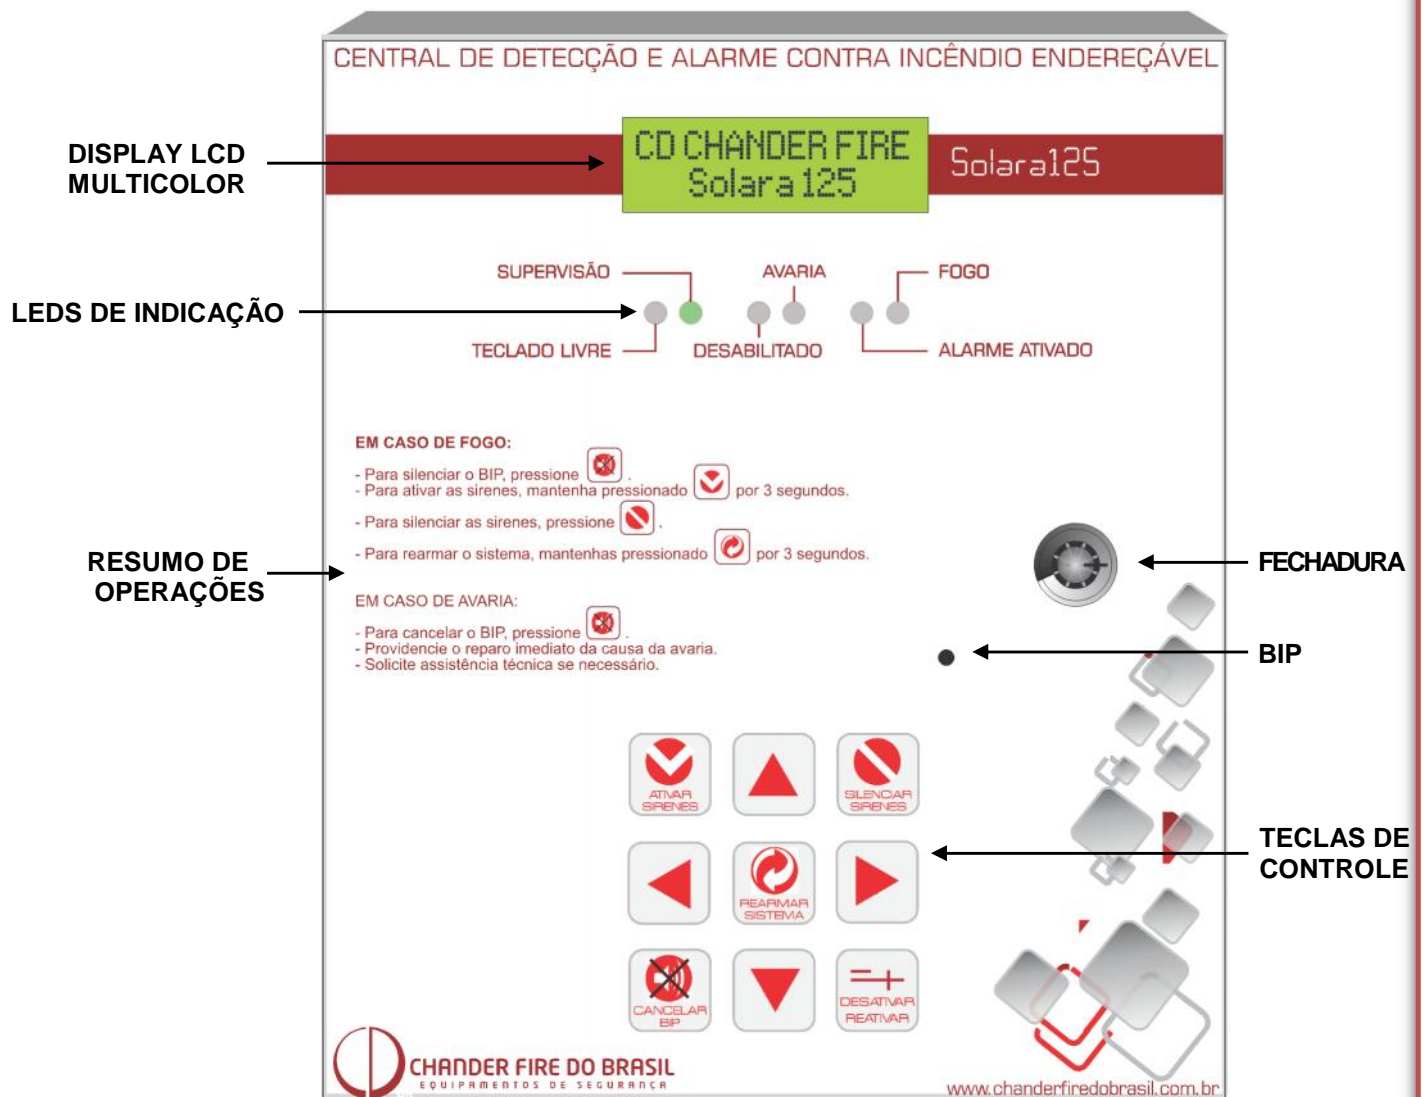 CENTRAL DE DETECÇÃO E ALARME CONTRA INCÊNDIO ENDEREÇÁVEL
DISPLAY LCD
MULTICOLOR
CD CHANDER FIRE
Solara 125
Solara125
SUPERVISÃO
AVARIA
FOGO
LEDS DE INDICAÇÃO
TECLADO LIVRE
DESABILITADO
ALARME ATIVADO
EM CASO DE FOGO:
- Para silenciar o BIP, pressione .
- Para ativar as sirenes, mantenha pressionado por 3 segundos.
- Para silenciar as sirenes, pressione .
- Para rearmar o sistema, mantenhas pressionado por 3 segundos.
RESUMO DE
OPERAÇÕES
FECHADURA
EM CASO DE AVARIA:
- Para cancelar o BIP, pressione .
- Providencie o reparo imediato da causa da avaria.
- Solicite assistência técnica se necessário.
BIP
ATIVAR
SIRENES
SILENCIAR
SIRENES
TECLAS DE
CONTROLE
REARMAR
SISTEMA
CANCELAR
BIP
DESATIVAR
REATIVAR
CHANDER FIRE DO BRASIL
EQUIPAMENTOS DE SEGURANÇA
www.chanderfiredobrasil.com.br